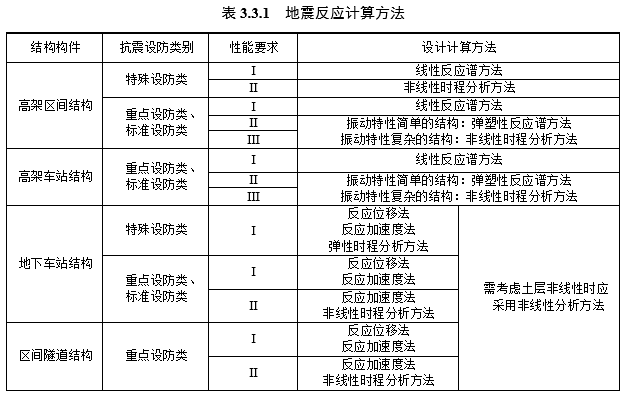 表 3.3.1 地震反应计算方法
结构构件 抗震设防类别 性能要求 设计计算方法
高架区间结构 特殊设防类 Ⅰ 线性反应谱方法
Ⅱ 非线性时程分析方法
重点设防类、
标准设防类 Ⅰ 线性反应谱方法
Ⅱ 振动特性简单的结构：弹塑性反应谱方法
Ⅲ 振动特性复杂的结构：非线性时程分析方法
高架车站结构 重点设防类、
标准设防类 Ⅰ 线性反应谱方法
Ⅱ 振动特性简单的结构：弹塑性反应谱方法
Ⅲ 振动特性复杂的结构：非线性时程分析方法
地下车站结构 特殊设防类 Ⅰ 反应位移法
反应加速度法
弹性时程分析方法
重点设防类、
标准设防类 Ⅰ 反应位移法
反应加速度法
Ⅱ 反应加速度法
非线性时程分析方法
需考虑土层非线性时应
采用非线性分析方法
区间隧道结构 重点设防类 Ⅰ 反应位移法
反应加速度法
Ⅱ 反应加速度法
非线性时程分析方法